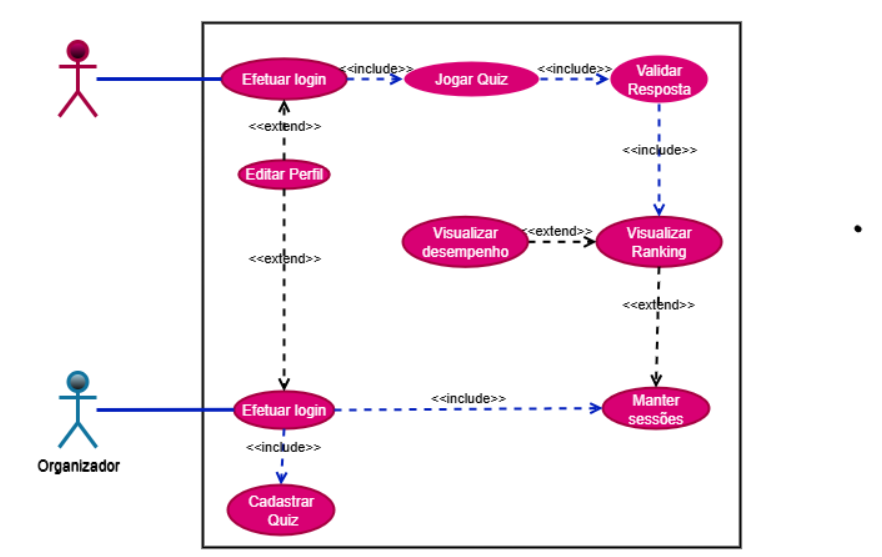 Efetuar login
<<include>>
Jogar Quiz
<<include>>
Validar
Resposta
<<extend>>
<<include>>
Editar Perfil
Visualizar
desempenho
<<extend>>
Visualizar
Ranking
<<extend>>
<<extend>>
Efetuar login
<<include>>
Manter
sessões
<<include>>
Organizador
Cadastrar
Quiz